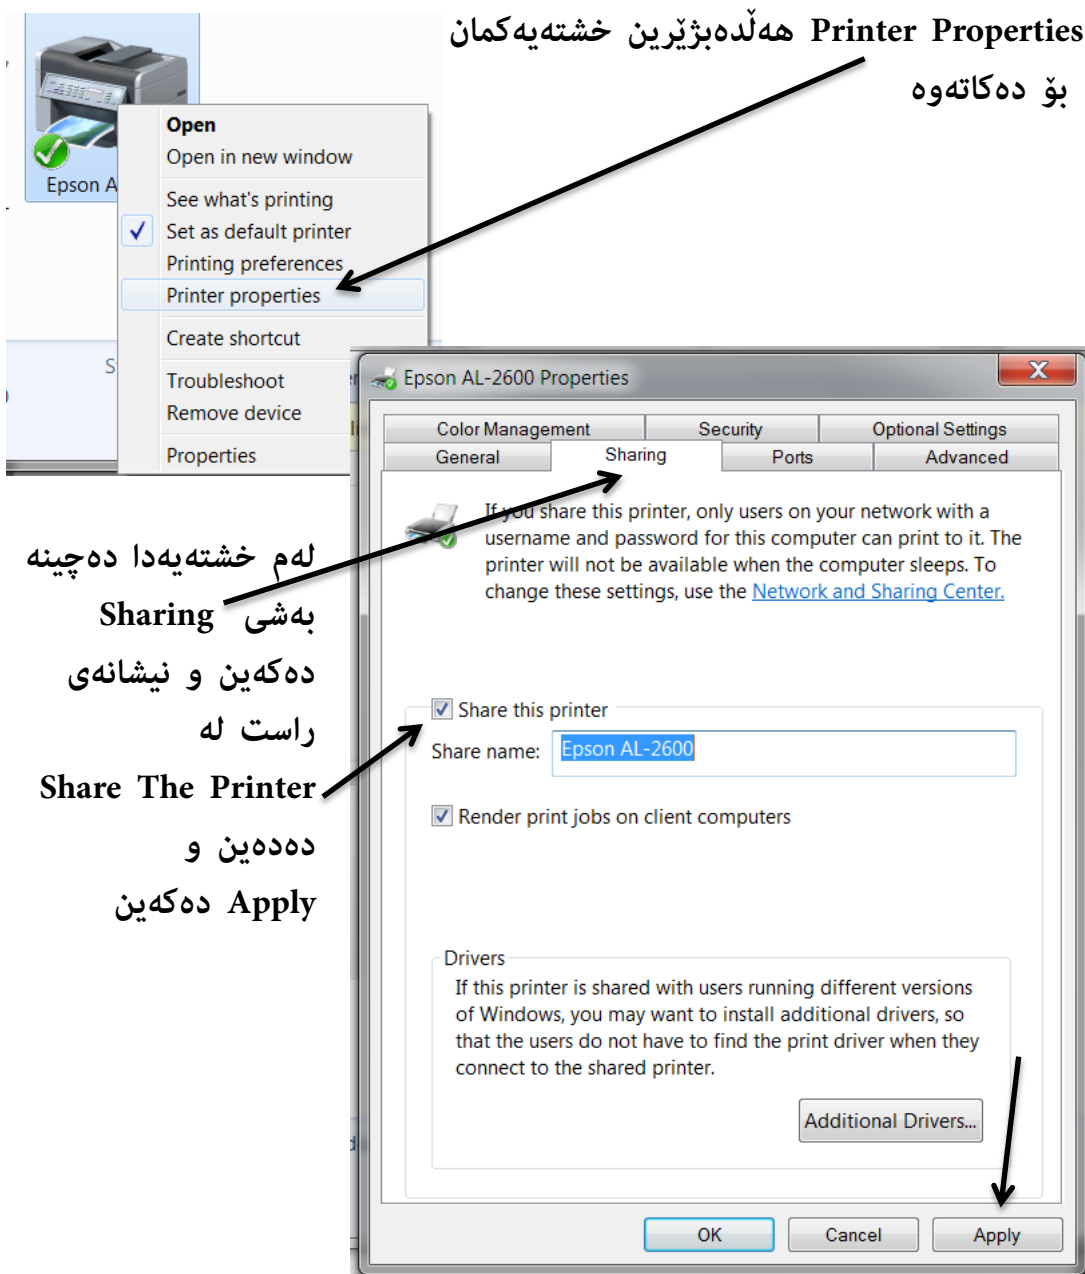 Printer Properties هەڵدەبژێرین خشتەیەکمان
بۆ دەکاتەوە
Epson A
Open
Open in new window
See what's printing
Set as default printer
Printing preferences
Printer properties
Create shortcut
Troubleshoot
Remove device
Properties
لەم خشتەیەدا دەچینە
بەشی Sharing
دەکەین و نیشانەی
راست لە
Share The Printer
دەدەین و
Apply دەکەین
Epson AL-2600 Properties
Color Management Security Optional Settings
General Sharing Ports Advanced
If you share this printer, only users on your network with a
username and password for this computer can print to it. The
printer will not be available when the computer sleeps. To
change these settings, use the Network and Sharing Center.
Share this printer
Share name: Epson AL-2600
Render print jobs on client computers
Drivers
If this printer is shared with users running different versions
of Windows, you may want to install additional drivers, so
that the users do not have to find the print driver when they
connect to the shared printer.
Additional Drivers...
OK Cancel Apply